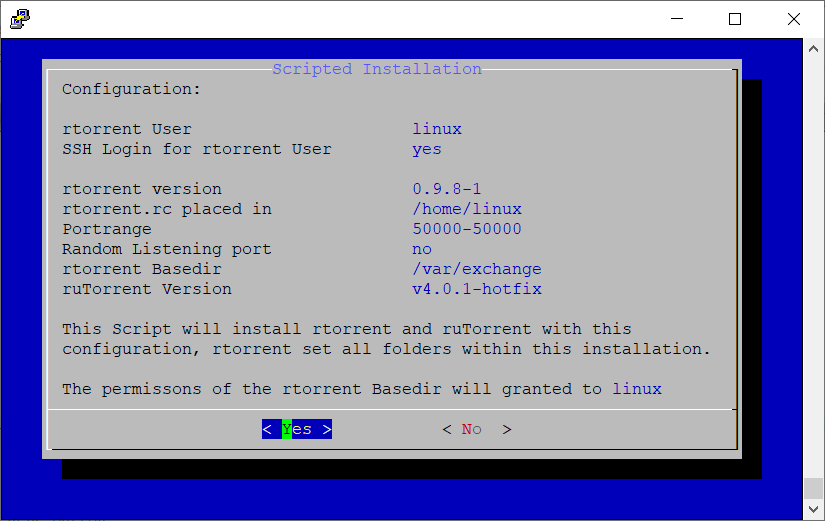 Scripted Installation
Configuration:
rtorrent User linux
SSH Login for rtorrent User yes
rtorrent version 0.9.8-1
rtorrent.rc placed in /home/linux
Portrange 50000-50000
Random Listening port no
rtorrent Basedir /var/exchange
ruTorrent Version v4.0.1-hotfix
This Script will install rtorrent and ruTorrent with this
configuration, rtorrent set all folders within this installation.
The permissons of the rtorrent Basedir will granted to linux
< Yes > < No >